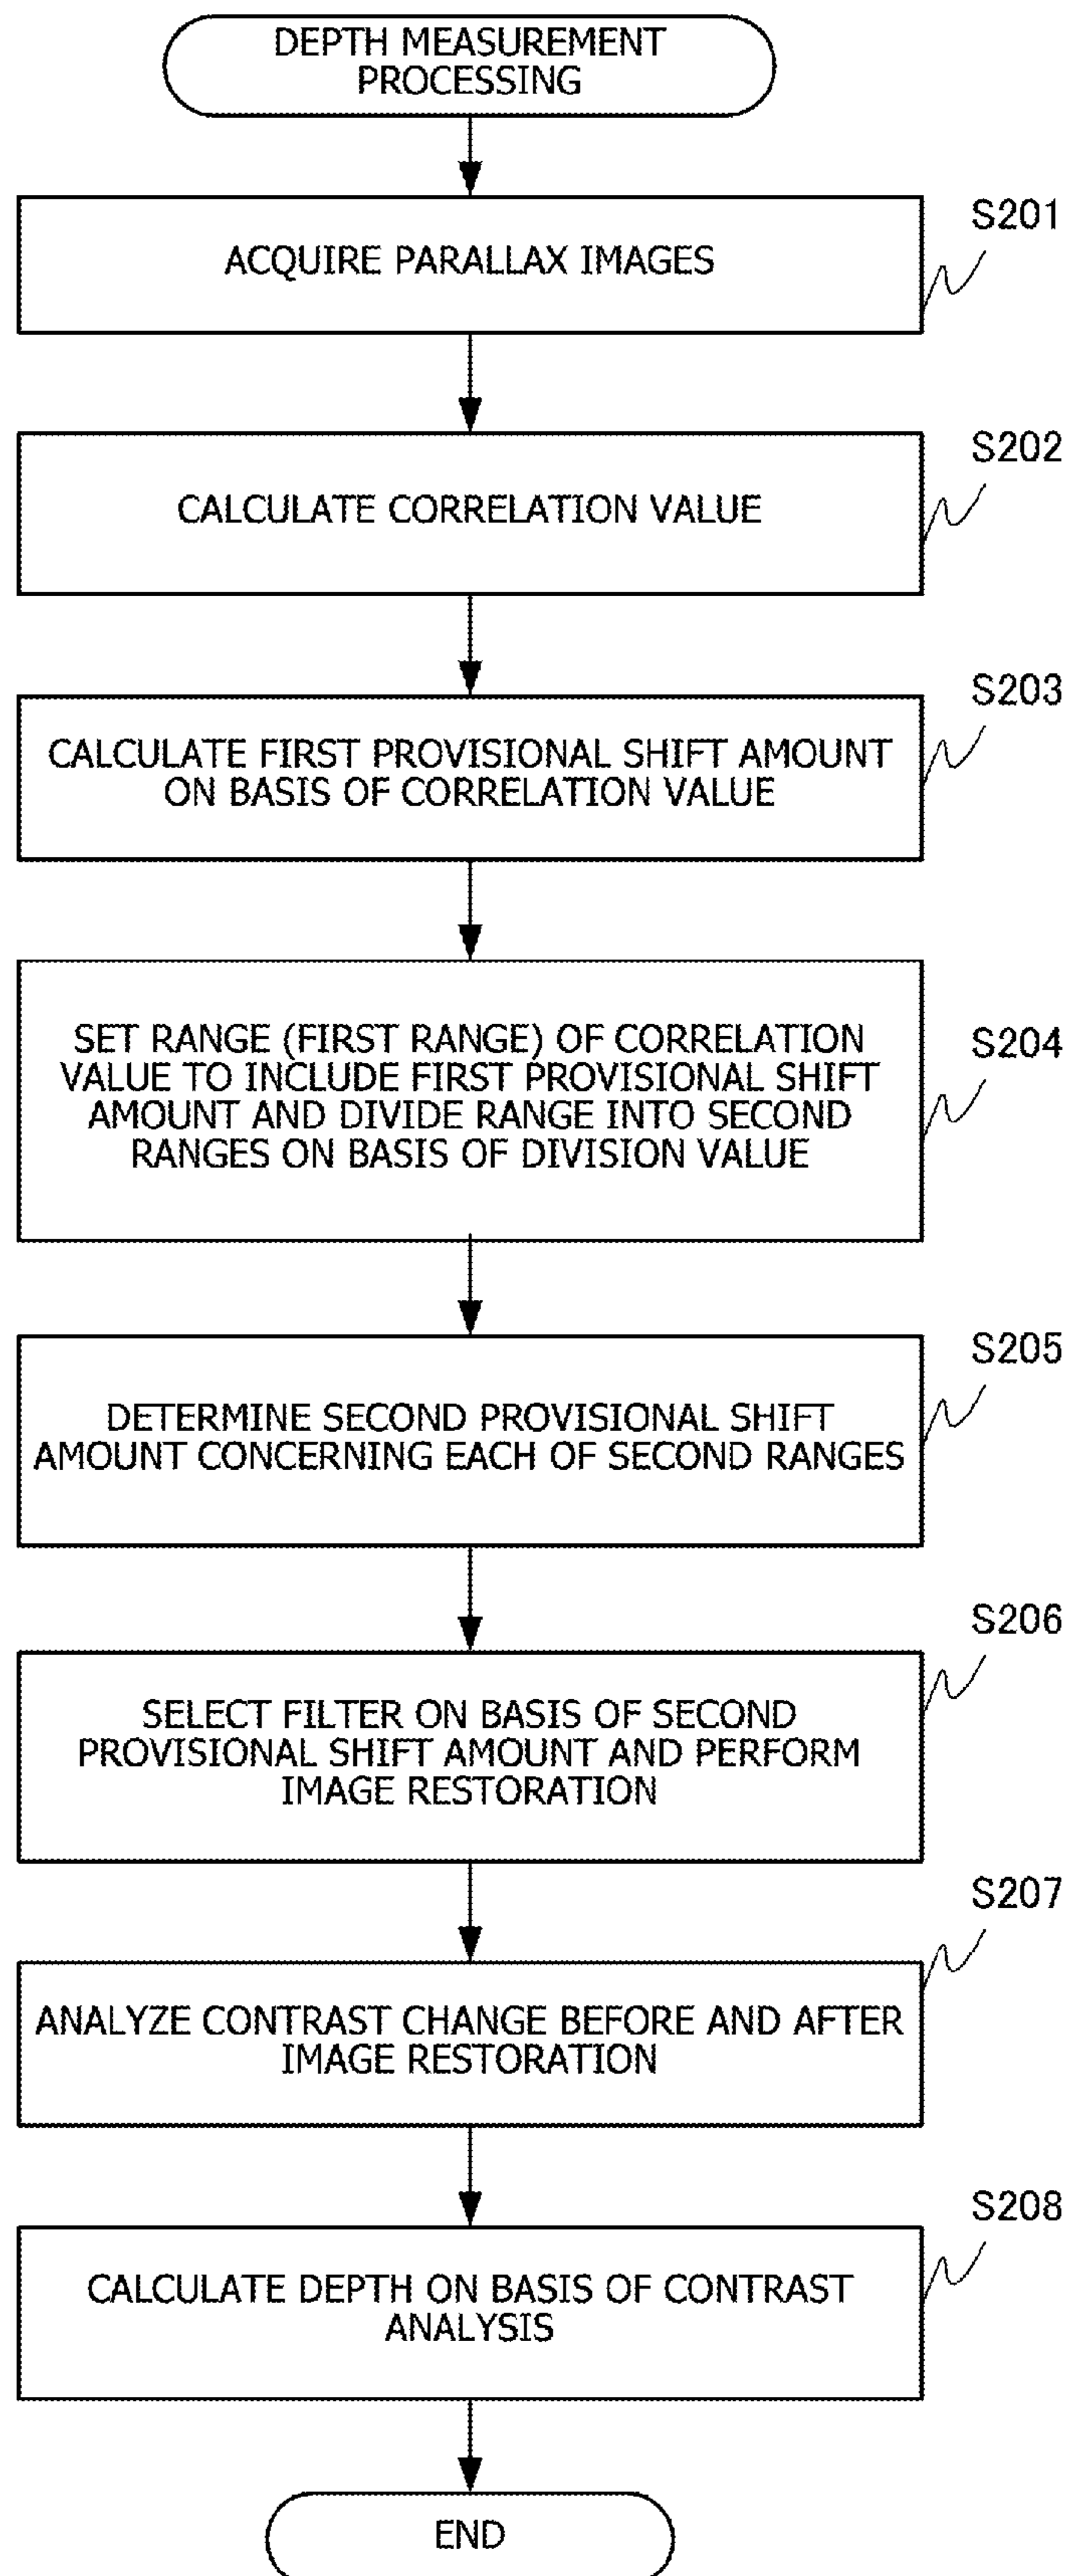 DEPTH MEASUREMENT
PROCESSING
S201
ACQUIRE PARALLAX IMAGES
S202
CALCULATE CORRELATION VALUE
S203
CALCULATE FIRST PROVISIONAL SHIFT AMOUNT
ON BASIS OF CORRELATION VALUE
S204
SET RANGE (FIRST RANGE) OF CORRELATION
VALUE TO INCLUDE FIRST PROVISIONAL SHIFT
AMOUNT AND DIVIDE RANGE INTO SECOND
RANGES ON BASIS OF DIVISION VALUE
S205
DETERMINE SECOND PROVISIONAL SHIFT
AMOUNT CONCERNING EACH OF SECOND RANGES
S206
SELECT FILTER ON BASIS OF SECOND
PROVISIONAL SHIFT AMOUNT AND PERFORM
IMAGE RESTORATION
S207
ANALYZE CONTRAST CHANGE BEFORE AND AFTER
IMAGE RESTORATION
S208
CALCULATE DEPTH ON BASIS OF CONTRAST
ANALYSIS
END